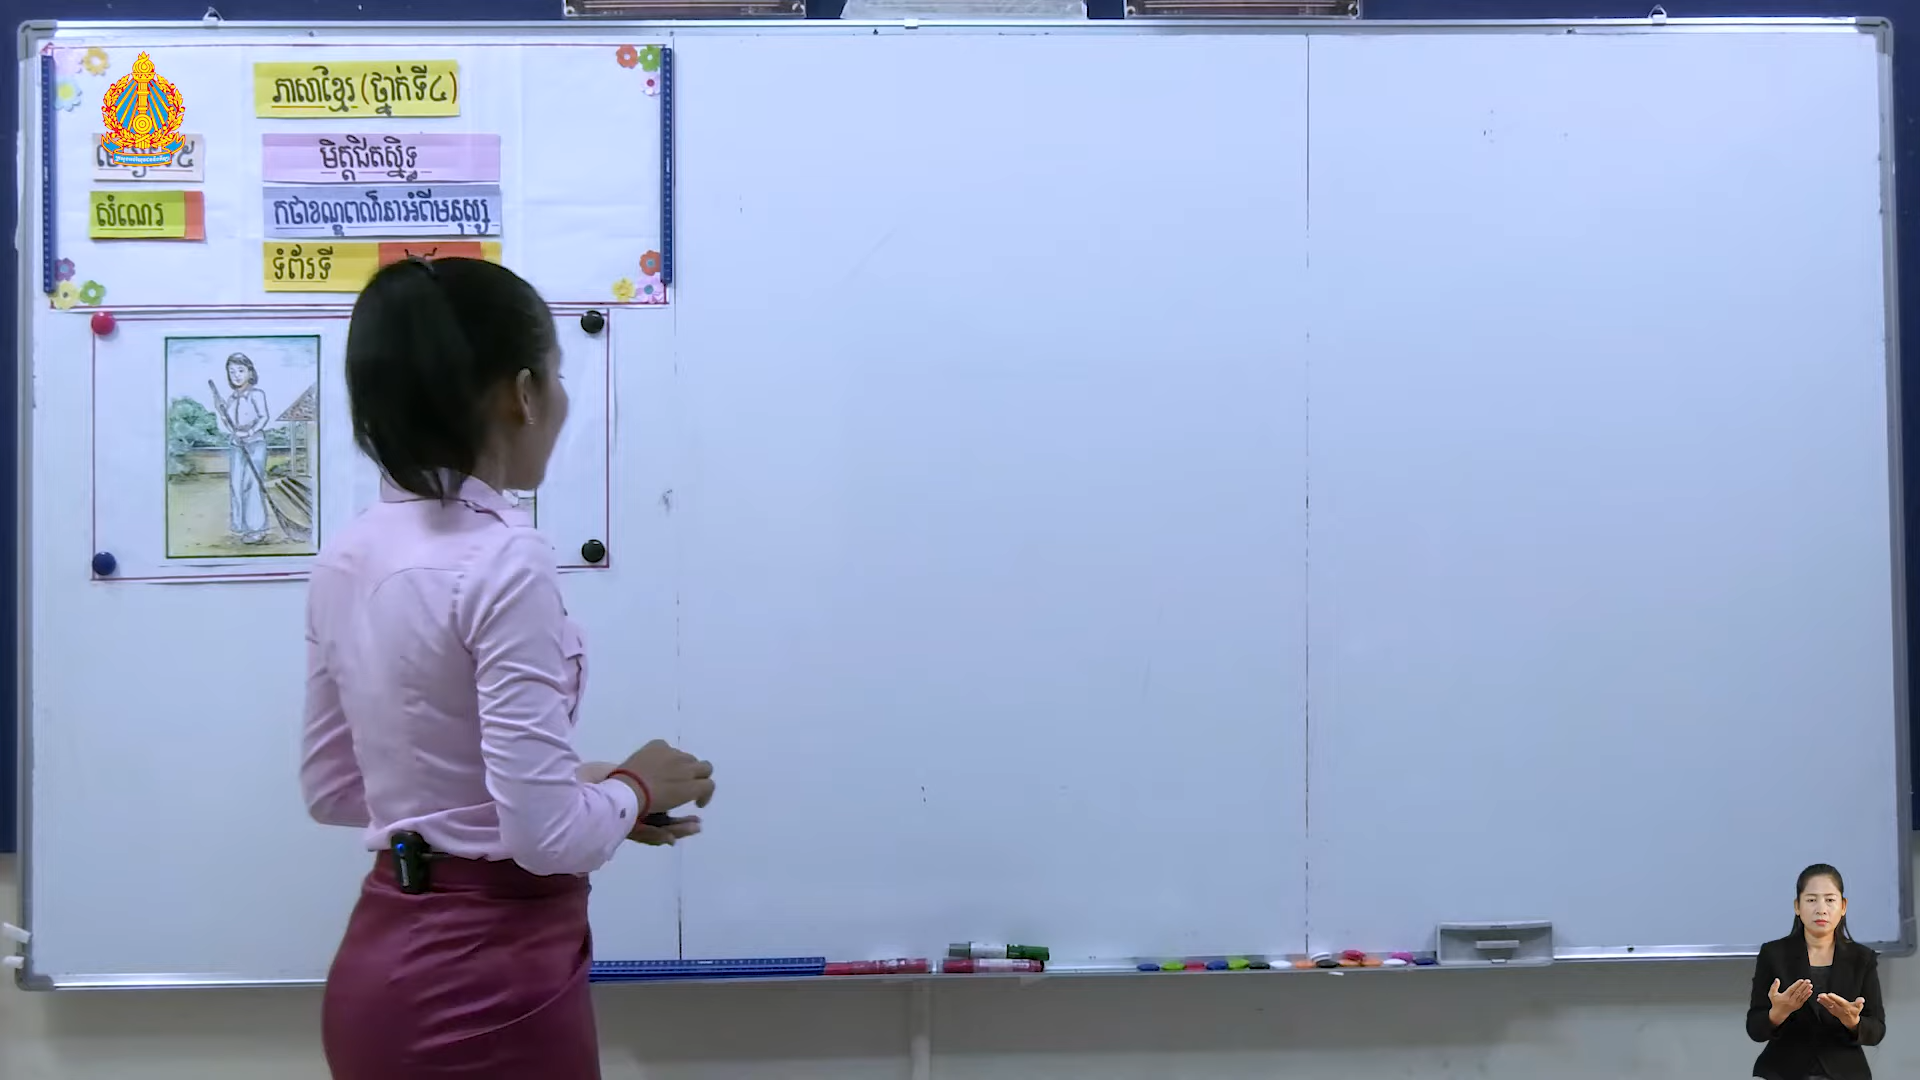 ភាសាខ្មែរ (ថ្នាក់ទី៤)
មិត្តជិតស្និទ្ធ
សំណេរ
កថាខណ្ឌពណ៌នាអំពីមនុស្ស
ទំព័រទី